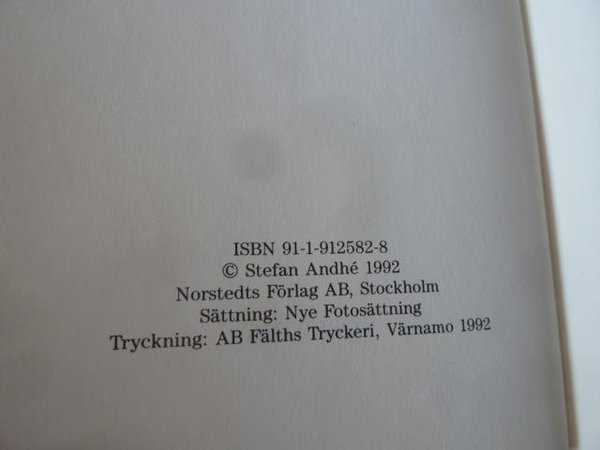 ISBN 91-1-912582-8
© Stefan Andhé 1992
Norstedts Förlag AB, Stockholm
Sättning: Nye Fotosättning
Tryckning: AB Fälths Tryckeri, Värnamo 1992